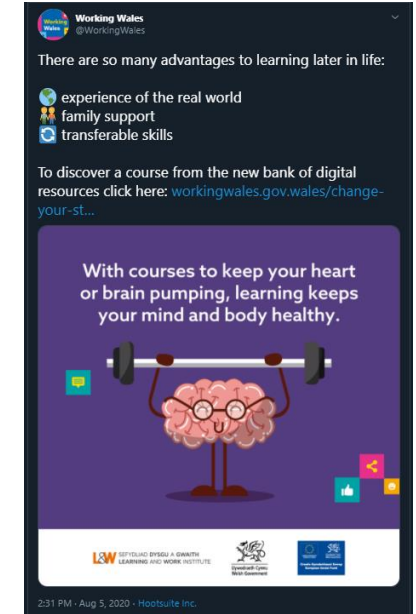 Working Wales
@WorkingWales
There are so many advantages to learning later in life:
experience of the real world
family support
transferable skills
To discover a course from the new bank of digital
resources click here: workingwales.gov.wales/change-
your-st...
With courses to keep your heart
or brain pumping, learning keeps
your mind and body healthy.
L&W
SEFYDLIAD DYSGU A GWAITH
LEARNING AND WORK INSTITUTE
Llywodraeth Cymru
Welsh Government
2:31 PM · Aug 5, 2020 · Hootsuite Inc.